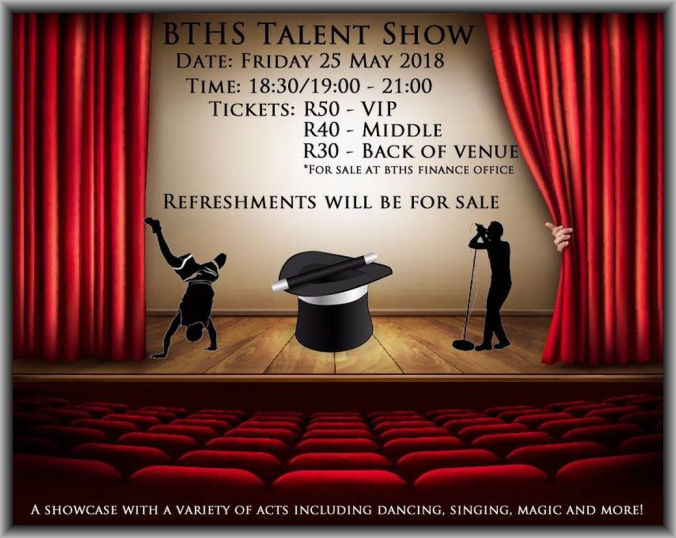 BTHS Talent Show
Date: Friday 25 May 2018
Time: 18:30/19:00 - 21:00
Tickets: R50 - VIP
R40 - Middle
R30 - Back of venue
*For sale at bths finance office
Refreshments will be for sale
A showcase with a variety of acts including dancing, singing, magic and more!